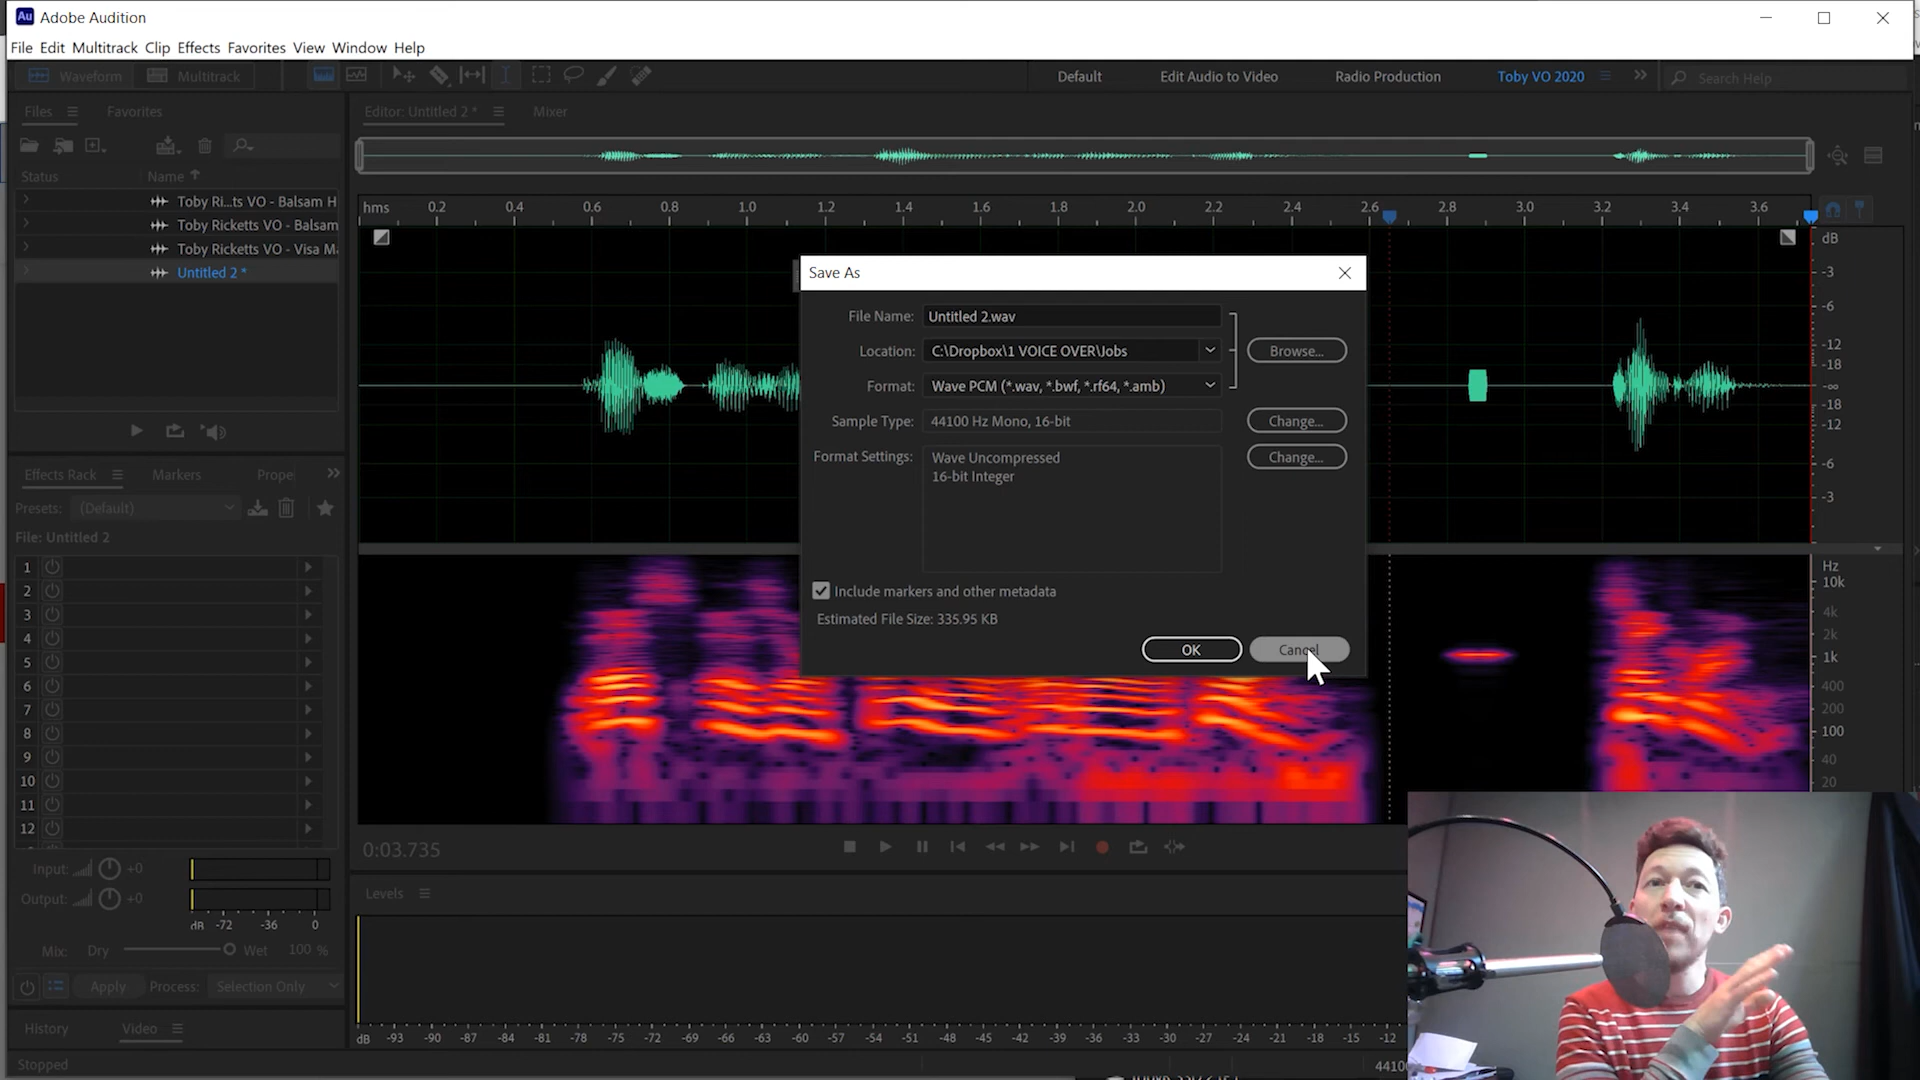 Au Adobe Audition
File Edit Multitrack Clip Effects Favorites View Window Help
Waveform Multitrack Default Edit Audio to Video Radio Production Toby VO 2020 Search Help
Files Favorites Editor: Untitled 2 * Mixer
Status Name
Toby Ri...ts VO - Balsam H
Toby Ricketts VO - Balsam
Toby Ricketts VO - Visa Ma
Untitled 2 *
hms 0.2 0.4 0.6 0.8 1.0 1.2 1.4 1.6 1.8 2.0 2.2 2.4 2.6 2.8 3.0 3.2 3.4 3.6
dB
-3
-6
-12
-18
-∞
-18
-12
-6
-3
Save As
File Name: Untitled 2.wav
Location: C:\Dropbox\1 VOICE OVER\Jobs Browse...
Format: Wave PCM (*.wav, *.bwf, *.rf64, *.amb)
Sample Type: 44100 Hz Mono, 16-bit Change...
Format Settings: Wave Uncompressed Change...
16-bit Integer
Include markers and other metadata
Estimated File Size: 335.95 KB
OK Cancel
Effects Rack Markers Prope
Presets: (Default)
File: Untitled 2
1
2
3
4
5
6
7
8
9
10
11
12
Hz
10k
4k
2k
1k
400
200
100
40
20
Input: +0
Output: +0
dB -72 -36 0
Mix: Dry Wet 100 %
Apply Process: Selection Only
History Video
Stopped
0:03.735
Levels
dB -93 -90 -87 -84 -81 -78 -75 -72 -69 -66 -63 -60 -57 -54 -51 -48 -45 -42 -39 -36 -33 -30 -27 -24 -21 -18 -15 -12
44100